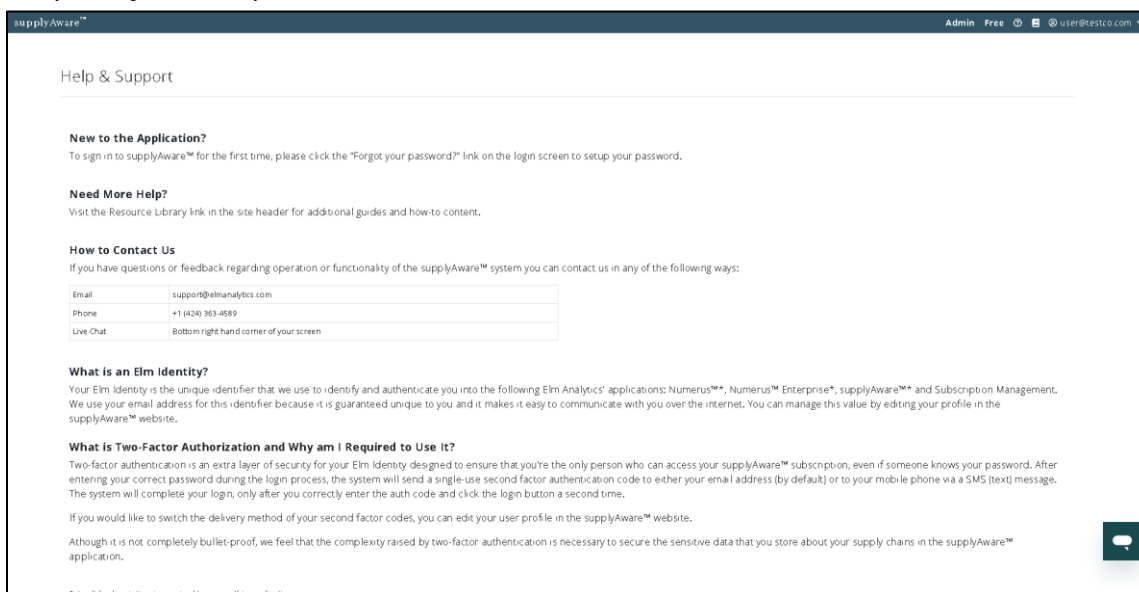 supplyAware™
Admin Free user@testco.com
Help & Support
New to the Application?
To sign in to supplyAware™ for the first time, please click the "Forgot your password?" link on the login screen to setup your password.
Need More Help?
Visit the Resource Library link in the site header for additional guides and how-to content.
How to Contact Us
If you have questions or feedback regarding operation or functionality of the supplyAware™ system you can contact us in any of the following ways:
Email support@elmanalytics.com
Phone +1 (424) 363-4589
Live Chat Bottom right hand corner of your screen
What is an Elm Identity?
Your Elm Identity is the unique identifier that we use to identify and authenticate you into the following Elm Analytics' applications: Numerus™*, Numerus™ Enterprise*, supplyAware™* and Subscription Management.
We use your email address for this identifier because it is guaranteed unique to you and it makes it easy to communicate with you over the internet. You can manage this value by editing your profile in the
supplyAware™ website.
What is Two-Factor Authorization and Why am I Required to Use It?
Two-factor authentication is an extra layer of security for your Elm Identity designed to ensure that you're the only person who can access your supplyAware™ subscription, even if someone knows your password. After
entering your correct password during the login process, the system will send a single-use second factor authentication code to either your email address (by default) or to your mobile phone via a SMS (text) message.
The system will complete your login, only after you correctly enter the auth code and click the login button a second time.
If you would like to switch the delivery method of your second factor codes, you can edit your user profile in the supplyAware™ website.
Athough it is not completely bullet-proof, we feel that the complexity raised by two-factor authentication is necessary to secure the sensitive data that you store about your supply chains in the supplyAware™
application.